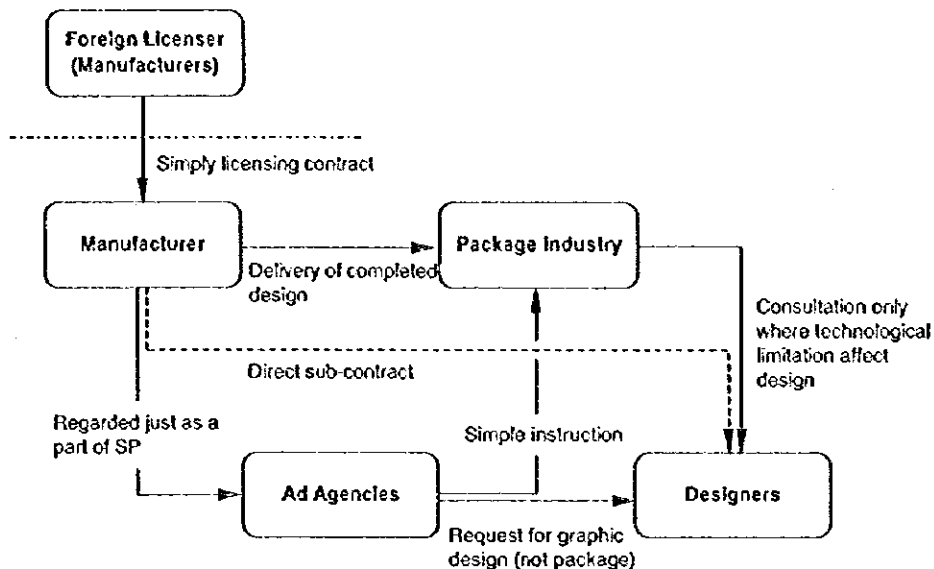 Foreign Licenser
(Manufacturers)
Simply licensing contract
Manufacturer
Package Industry
Delivery of completed
design
Consultation only
where technological
limitation affect
design
Direct sub-contract
Regarded just as a
part of SP
Simple instruction
Ad Agencies
Designers
Request for graphic
design (not package)